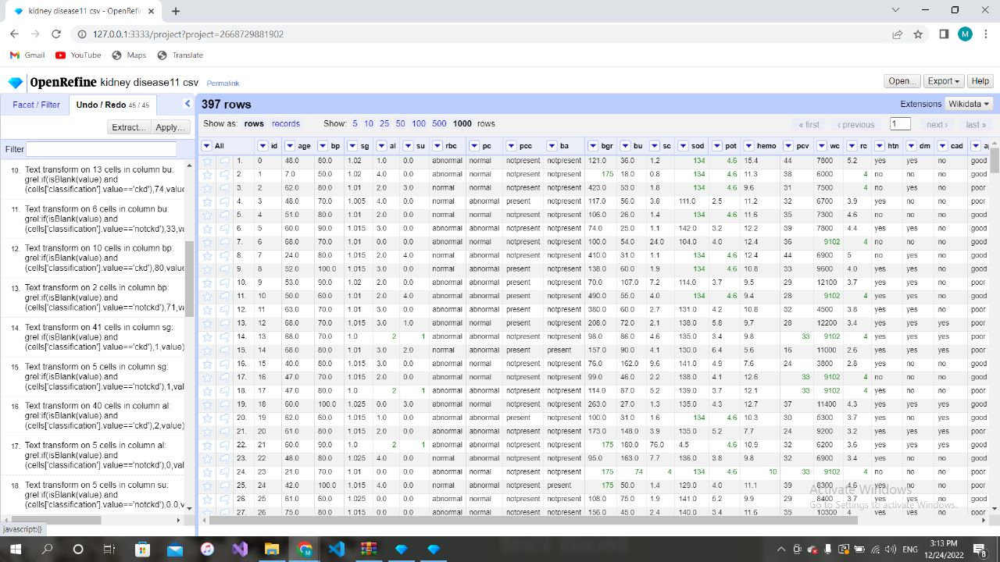 kidney disease11 csv - OpenRefin
127.0.0.1:3333/project?project=2668729881902
M
Gmail YouTube Maps Translate
OpenRefine kidney disease11 csv Permalink
Open... Export Help
Facet / Filter Undo / Redo 45 / 45
397 rows
Extensions Wikidata
Extract... Apply...
Show as: rows records Show: 5 10 25 50 100 500 1000 rows
« first ‹ previous 1 next › last »
Filter
10. Text transform on 13 cells in column bu:
grel:if(isBlank(value).and
(cells['classification'].value=='ckd'),74,value
11. Text transform on 6 cells in column bu:
grel:if(isBlank(value).and
(cells['classification'].value=='notckd'),33,va
12. Text transform on 10 cells in column bp:
grel:if(isBlank(value).and
(cells['classification'].value=='ckd'),80,value
13. Text transform on 2 cells in column bp:
grel:if(isBlank(value).and
(cells['classification'].value=='notckd'),71,va
14. Text transform on 41 cells in column sg:
grel:if(isBlank(value).and
(cells['classification'].value=='ckd'),1,value)
15. Text transform on 5 cells in column sg:
grel:if(isBlank(value).and
(cells['classification'].value=='notckd'),1,val
16. Text transform on 40 cells in column al:
grel:if(isBlank(value).and
(cells['classification'].value=='ckd'),2,value)
17. Text transform on 5 cells in column al:
grel:if(isBlank(value).and
(cells['classification'].value=='notckd'),0,val
18. Text transform on 5 cells in column su:
grel:if(isBlank(value).and
(cells['classification'].value=='notckd'),0.0,v
javascript:{}
All id age bp sg al su rbc pc pcc ba bgr bu sc sod pot hemo pcv wc rc htn dm cad
1. 0 48.0 80.0 1.02 1.0 0.0 abnormal normal notpresent notpresent 121.0 36.0 1.2 134 4.6 15.4 44 7800 5.2 yes yes no good
2. 1 7.0 50.0 1.02 4.0 0.0 abnormal normal notpresent notpresent 175 18.0 0.8 134 4.6 11.3 38 6000 4 no no no good
3. 2 62.0 80.0 1.01 2.0 3.0 normal normal notpresent notpresent 423.0 53.0 1.8 134 4.6 9.6 31 7500 4 no yes no poor
4. 3 48.0 70.0 1.005 4.0 0.0 normal abnormal present notpresent 117.0 56.0 3.8 111.0 2.5 11.2 32 6700 3.9 yes no no poor
5. 4 51.0 80.0 1.01 2.0 0.0 normal normal notpresent notpresent 106.0 26.0 1.4 134 4.6 11.6 35 7300 4.6 no no no good
6. 5 60.0 90.0 1.015 3.0 0.0 abnormal abnormal notpresent notpresent 74.0 25.0 1.1 142.0 3.2 12.2 39 7800 4.4 yes yes no good
7. 6 68.0 70.0 1.01 0.0 0.0 abnormal normal notpresent notpresent 100.0 54.0 24.0 104.0 4.0 12.4 36 9102 4 no no no good
8. 7 24.0 80.0 1.015 2.0 4.0 normal abnormal notpresent notpresent 410.0 31.0 1.1 134 4.6 12.4 44 6900 5 no yes no good
9. 8 52.0 100.0 1.015 3.0 0.0 normal abnormal present notpresent 138.0 60.0 1.9 134 4.6 10.8 33 9600 4.0 yes yes no good
10. 9 53.0 90.0 1.02 2.0 0.0 abnormal abnormal present notpresent 70.0 107.0 7.2 114.0 3.7 9.5 29 12100 3.7 yes yes no poor
11. 10 50.0 60.0 1.01 2.0 4.0 abnormal abnormal present notpresent 490.0 55.0 4.0 134 4.6 9.4 28 9102 4 yes yes no good
12. 11 63.0 70.0 1.01 3.0 0.0 abnormal abnormal present notpresent 380.0 60.0 2.7 131.0 4.2 10.8 32 4500 3.8 yes yes no poor
13. 12 68.0 70.0 1.015 3.0 1.0 abnormal normal present notpresent 208.0 72.0 2.1 138.0 5.8 9.7 28 12200 3.4 yes yes yes poor
14. 13 68.0 70.0 1.0 2 1 abnormal abnormal notpresent notpresent 98.0 86.0 4.6 135.0 3.4 9.8 33 9102 4 yes yes yes poor
15. 14 68.0 80.0 1.01 3.0 2.0 normal abnormal present present 157.0 90.0 4.1 130.0 6.4 5.6 16 11000 2.6 yes yes yes poor
16. 15 40.0 80.0 1.015 3.0 0.0 abnormal normal notpresent notpresent 76.0 162.0 9.6 141.0 4.9 7.6 24 3800 2.8 yes no no good
17. 16 47.0 70.0 1.015 2.0 0.0 abnormal normal notpresent notpresent 99.0 46.0 2.2 138.0 4.1 12.6 33 9102 4 no no no good
18. 17 47.0 80.0 1.0 2 1 abnormal abnormal notpresent notpresent 114.0 87.0 5.2 139.0 3.7 12.1 33 9102 4 yes no no poor
19. 18 60.0 100.0 1.025 0.0 3.0 abnormal normal notpresent notpresent 263.0 27.0 1.3 135.0 4.3 12.7 37 11400 4.3 yes yes yes good
20. 19 62.0 60.0 1.015 1.0 0.0 abnormal abnormal present notpresent 100.0 31.0 1.6 134 4.6 10.3 30 5300 3.7 yes no yes good
21. 20 61.0 80.0 1.015 2.0 0.0 abnormal abnormal notpresent notpresent 173.0 148.0 3.9 135.0 5.2 7.7 24 9200 3.2 yes yes yes poor
22. 21 60.0 90.0 1.0 2 1 abnormal abnormal notpresent notpresent 175 180.0 76.0 4.5 4.6 10.9 32 6200 3.6 yes yes yes good
23. 22 48.0 80.0 1.025 4.0 0.0 normal abnormal notpresent notpresent 95.0 163.0 7.7 136.0 3.8 9.8 32 6900 3.4 yes no no good
24. 23 21.0 70.0 1.01 0.0 0.0 abnormal normal notpresent notpresent 175 74 4 134 4.6 10 33 9102 4 no no no poor
25. 24 42.0 100.0 1.015 4.0 0.0 normal abnormal notpresent present 175 50.0 1.4 129.0 4.0 11.1 39 8300 4.6 yes no no poor
26. 25 61.0 60.0 1.025 0.0 0.0 abnormal normal notpresent notpresent 108.0 75.0 1.9 141.0 5.2 9.9 29 8400 3.7 yes yes no good
27. 26 75.0 80.0 1.015 0.0 0.0 abnormal normal notpresent notpresent 156.0 45.0 2.4 140.0 3.4 11.6 35 10300 4 yes yes no poor
Activate Windows
Go to Settings to activate Windows.
ENG 3:13 PM
12/24/2022
8